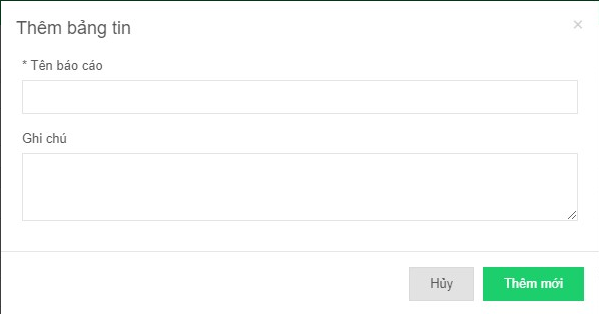 Thêm bảng tin
×
* Tên báo cáo
Ghi chú
Hủy
Thêm mới